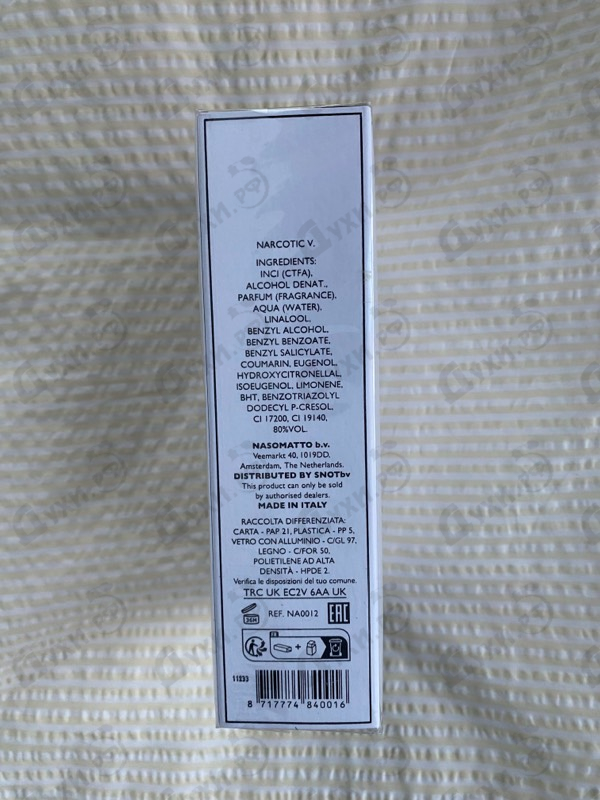 NARCOTIC V.
INGREDIENTS:
INCI (CTFA),
ALCOHOL DENAT.,
PARFUM (FRAGRANCE),
AQUA (WATER),
LINALOOL,
BENZYL ALCOHOL,
BENZYL BENZOATE,
BENZYL SALICYLATE,
COUMARIN, EUGENOL,
HYDROXYCITRONELLAL,
ISOEUGENOL, LIMONENE,
BHT, BENZOTRIAZOLYL
DODECYL P-CRESOL,
CI 17200, CI 19140,
80%VOL.
NASOMATTO b.v.
Veemarkt 40, 1019DD,
Amsterdam, The Netherlands.
DISTRIBUTED BY SNOTbv
This product can only be sold
by authorised dealers.
MADE IN ITALY
RACCOLTA DIFFERENZIATA:
CARTA - PAP 21, PLASTICA - PP 5,
VETRO CON ALLUMINIO - C/GL 97,
LEGNO - C/FOR 50,
POLIETILENE AD ALTA
DENSITÀ - HPDE 2.
Verifica le disposizioni del tuo comune.
TRC UK EC2V 6AA UK
36M REF. NA0012 EAC
FR +
11233
8 717774 840016
Духи.рф